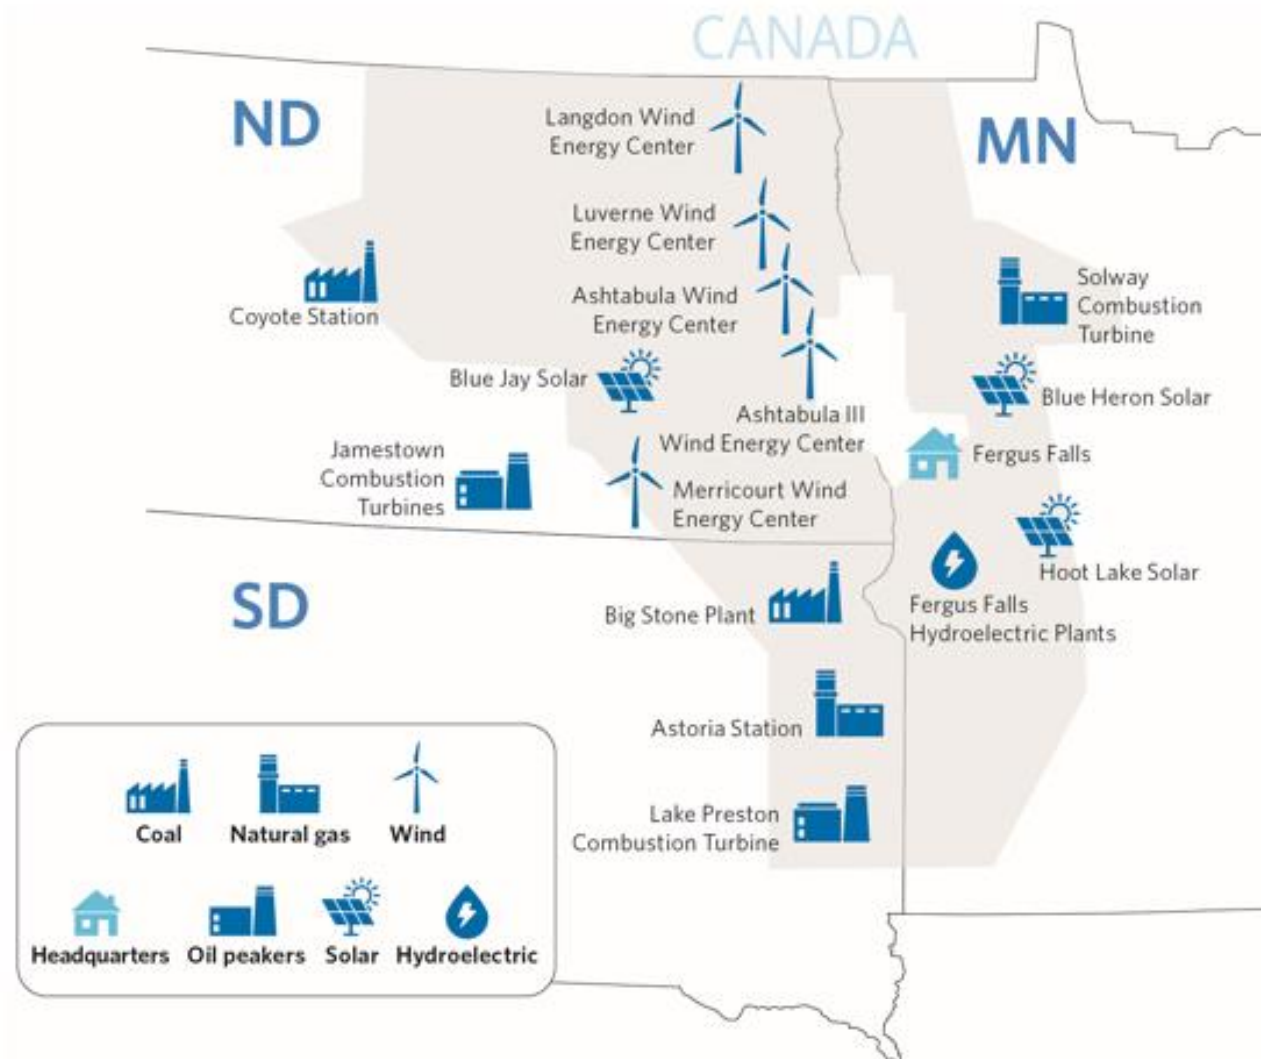 CANADA
ND
MN
Langdon Wind
Energy Center
Luverne Wind
Energy Center
Ashtabula Wind
Energy Center
Solway
Combustion
Turbine
Coyote Station
Blue Jay Solar
Blue Heron Solar
Ashtabula III
Wind Energy Center
Fergus Falls
Jamestown
Combustion
Turbines
Merricourt Wind
Energy Center
Hoot Lake Solar
SD
Big Stone Plant
Fergus Falls
Hydroelectric Plants
Astoria Station
Lake Preston
Combustion Turbine
Coal
Natural gas
Wind
Headquarters
Oil peakers
Solar
Hydroelectric